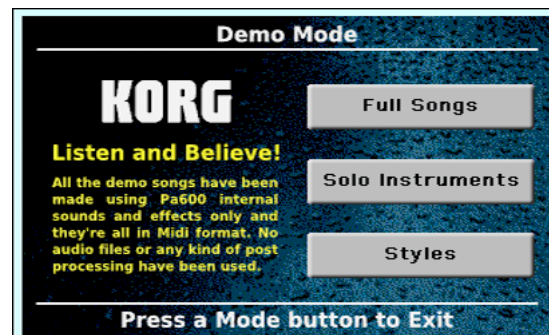 Demo Mode
KORG
Listen and Believe!
All the demo songs have been
made using Pa600 internal
sounds and effects only and
they're all in Midi format. No
audio files or any kind of post
processing have been used.
Full Songs
Solo Instruments
Styles
Press a Mode button to Exit